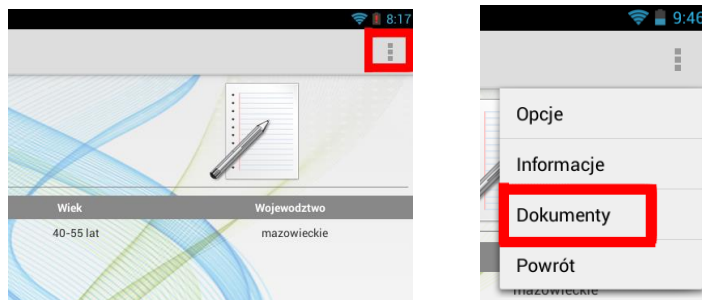 8:17
Wiek Wojewodztwo
40-55 lat mazowieckie
9:46
Opcje
Informacje
Dokumenty
Powrót
mazowieckie